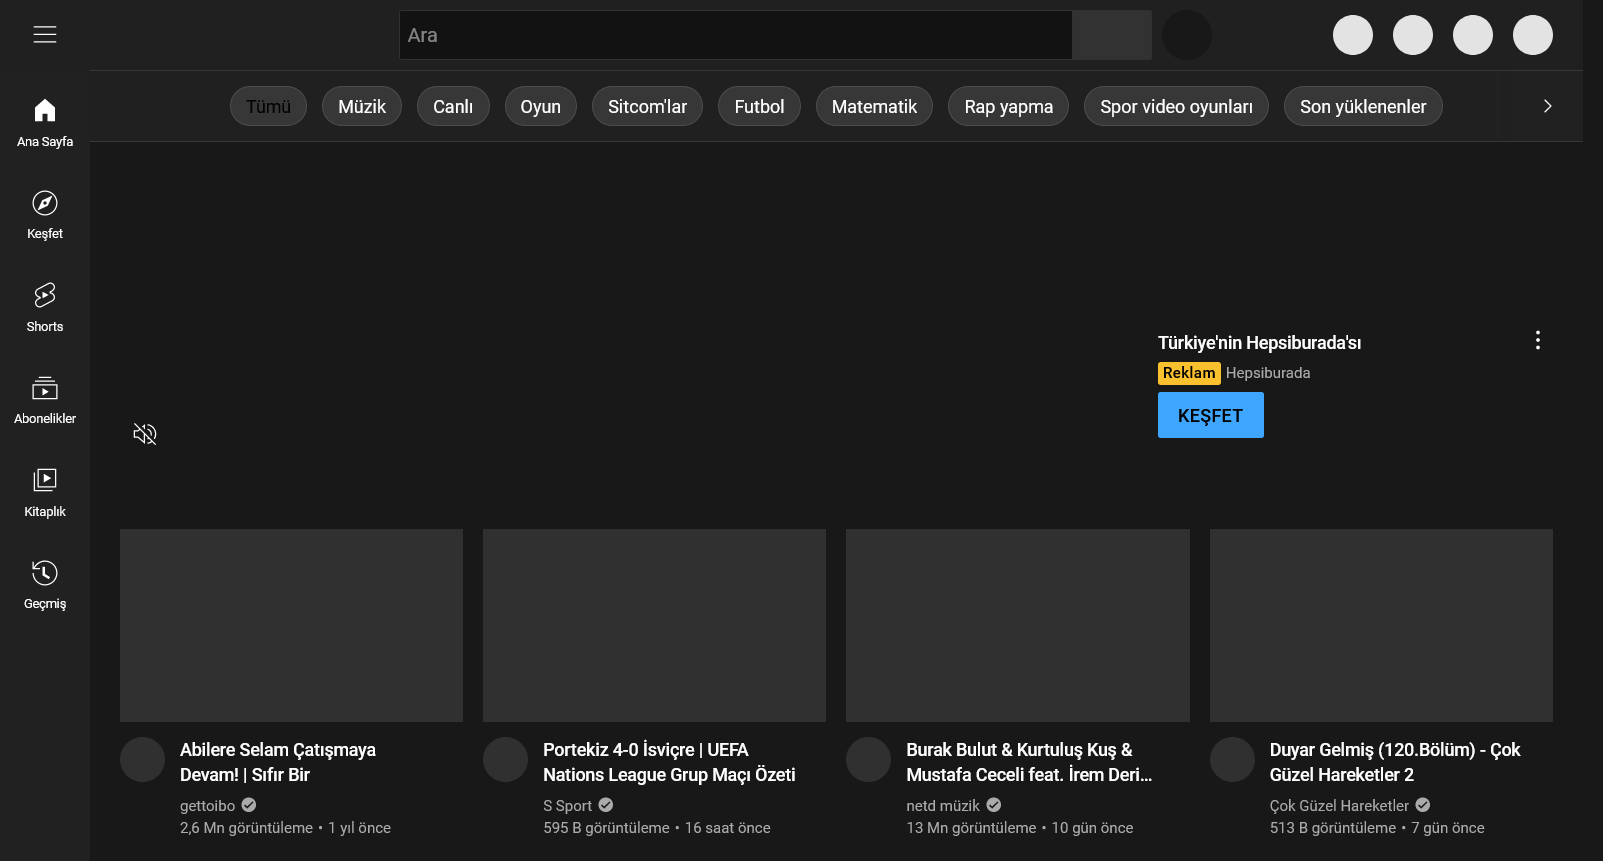 Ara
Tümü Müzik Canlı Oyun Sitcom'lar Futbol Matematik Rap yapma Spor video oyunları Son yüklenenler
Ana Sayfa
Keşfet
Shorts
Abonelikler
Kitaplık
Geçmiş
Türkiye'nin Hepsiburada'sı
Reklam Hepsiburada
KEŞFET
Abilere Selam Çatışmaya
Devam! | Sıfır Bir
gettoibo
2,6 Mn görüntüleme • 1 yıl önce
Portekiz 4-0 İsviçre | UEFA
Nations League Grup Maçı Özeti
S Sport
595 B görüntüleme • 16 saat önce
Burak Bulut & Kurtuluş Kuş &
Mustafa Ceceli feat. İrem Deri...
netd müzik
13 Mn görüntüleme • 10 gün önce
Duyar Gelmiş (120.Bölüm) - Çok
Güzel Hareketler 2
Çok Güzel Hareketler
513 B görüntüleme • 7 gün önce